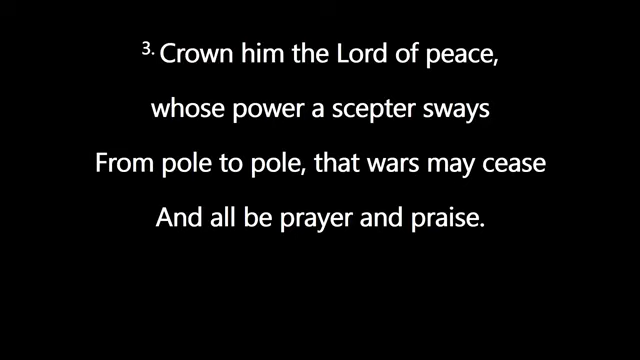 3. Crown him the Lord of peace,
whose power a scepter sways
From pole to pole, that wars may cease
And all be prayer and praise.